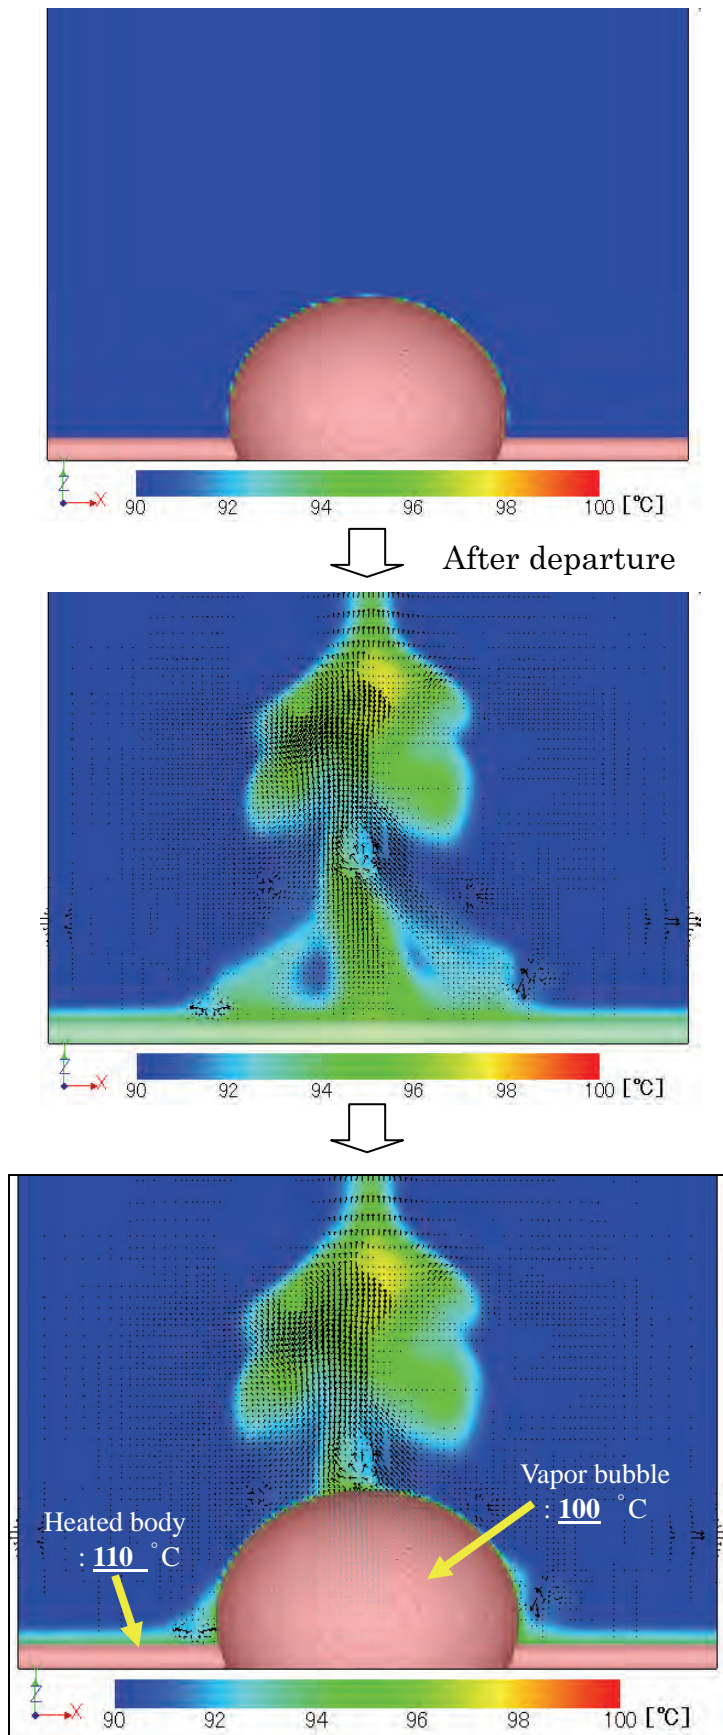 Z
X
90 92 94 96 98 100 [℃]
After departure
Z
X
90 92 94 96 98 100 [℃]
Vapor bubble
: 100 °C
Heated body
: 110 °C
Z
X
90 92 94 96 98 100 [℃]